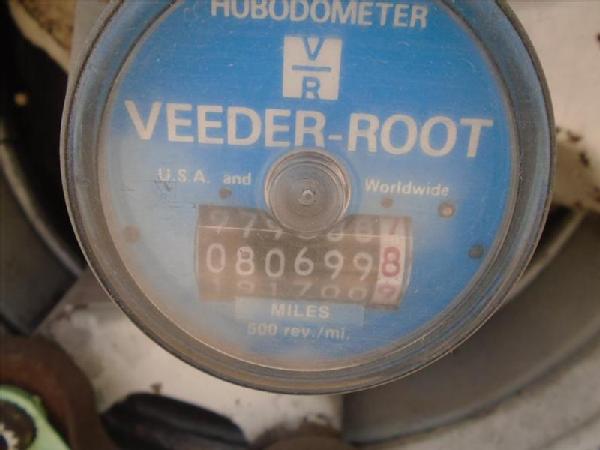 HUBODOMETER
V
R
VEEDER-ROOT
U.S.A. and Worldwide
0806998
MILES
500 rev./mi.